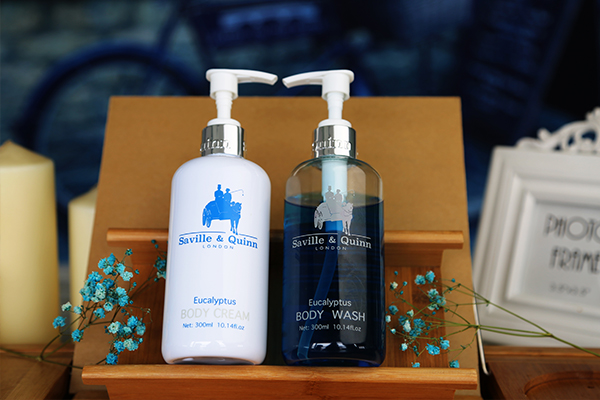 Saville & Quinn
LONDON
Eucalyptus
BODY CREAM
Net: 300ml 10.14fl.oz
Saville & Quinn
LONDON
Eucalyptus
BODY WASH
Net: 300ml 10.14fl.oz
PHOTO
FRAME